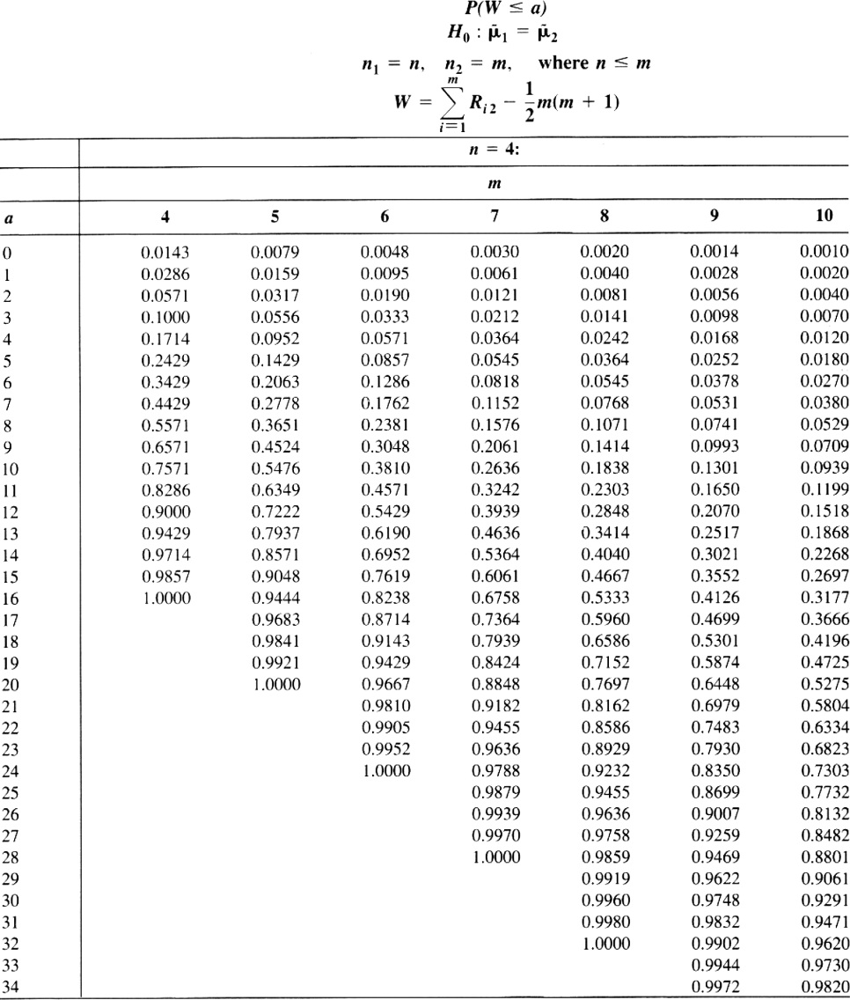 P(W ≤ a)
H₀ : μ̃₁ = μ̃₂
n₁ = n, n₂ = m, where n ≤ m
W = ∑ᵢ₌₁ᵐ Rᵢ₂ − 1/2 m(m + 1)
n = 4:
m
a 4 5 6 7 8 9 10
0 0.0143 0.0079 0.0048 0.0030 0.0020 0.0014 0.0010
1 0.0286 0.0159 0.0095 0.0061 0.0040 0.0028 0.0020
2 0.0571 0.0317 0.0190 0.0121 0.0081 0.0056 0.0040
3 0.1000 0.0556 0.0333 0.0212 0.0141 0.0098 0.0070
4 0.1714 0.0952 0.0571 0.0364 0.0242 0.0168 0.0120
5 0.2429 0.1429 0.0857 0.0545 0.0364 0.0252 0.0180
6 0.3429 0.2063 0.1286 0.0818 0.0545 0.0378 0.0270
7 0.4429 0.2778 0.1762 0.1152 0.0768 0.0531 0.0380
8 0.5571 0.3651 0.2381 0.1576 0.1071 0.0741 0.0529
9 0.6571 0.4524 0.3048 0.2061 0.1414 0.0993 0.0709
10 0.7571 0.5476 0.3810 0.2636 0.1838 0.1301 0.0939
11 0.8286 0.6349 0.4571 0.3242 0.2303 0.1650 0.1199
12 0.9000 0.7222 0.5429 0.3939 0.2848 0.2070 0.1518
13 0.9429 0.7937 0.6190 0.4636 0.3414 0.2517 0.1868
14 0.9714 0.8571 0.6952 0.5364 0.4040 0.3021 0.2268
15 0.9857 0.9048 0.7619 0.6061 0.4667 0.3552 0.2697
16 1.0000 0.9444 0.8238 0.6758 0.5333 0.4126 0.3177
17 0.9683 0.8714 0.7364 0.5960 0.4699 0.3666
18 0.9841 0.9143 0.7939 0.6586 0.5301 0.4196
19 0.9921 0.9429 0.8424 0.7152 0.5874 0.4725
20 1.0000 0.9667 0.8848 0.7697 0.6448 0.5275
21 0.9810 0.9182 0.8162 0.6979 0.5804
22 0.9905 0.9455 0.8586 0.7483 0.6334
23 0.9952 0.9636 0.8929 0.7930 0.6823
24 1.0000 0.9788 0.9232 0.8350 0.7303
25 0.9879 0.9455 0.8699 0.7732
26 0.9939 0.9636 0.9007 0.8132
27 0.9970 0.9758 0.9259 0.8482
28 1.0000 0.9859 0.9469 0.8801
29 0.9919 0.9622 0.9061
30 0.9960 0.9748 0.9291
31 0.9980 0.9832 0.9471
32 1.0000 0.9902 0.9620
33 0.9944 0.9730
34 0.9972 0.9820